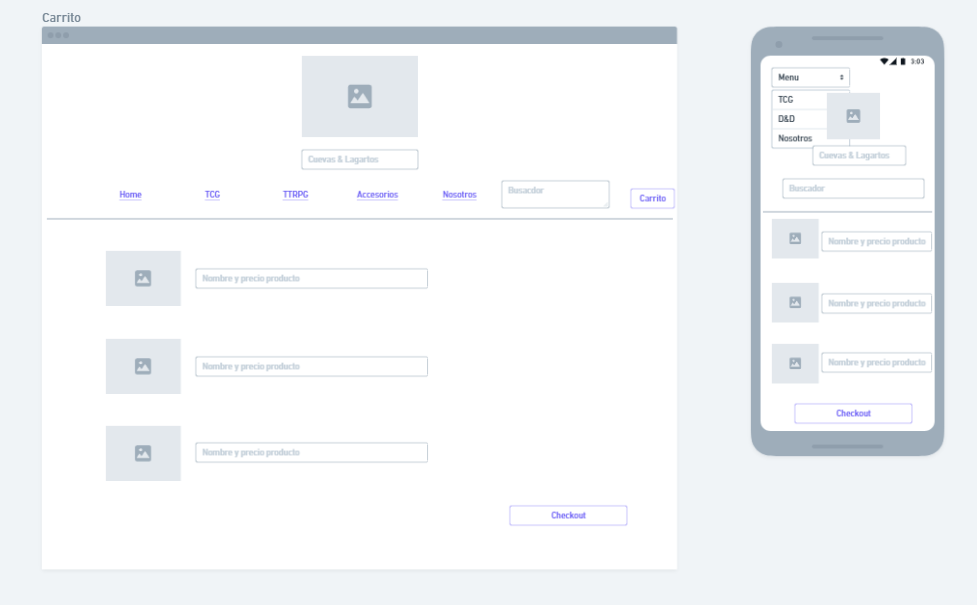 Carrito
Cuevas & Lagartos
Home TCG TTRPG Accesorios Nosotros Busacdor Carrito
Nombre y precio producto
Nombre y precio producto
Nombre y precio producto
Checkout
3:03
Menu
TCG
D&D
Nosotros
Cuevas & Lagartos
Buscador
Nombre y precio producto
Nombre y precio producto
Nombre y precio producto
Checkout